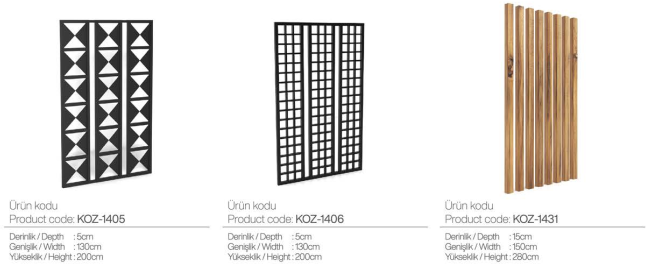 Ürün kodu
Product code: KOZ-1405
Derinlik / Depth : 5cm
Genişlik / Width : 130cm
Yükseklik / Height : 200cm
Ürün kodu
Product code: KOZ-1406
Derinlik / Depth : 5cm
Genişlik / Width : 130cm
Yükseklik / Height : 200cm
Ürün kodu
Product code: KOZ-1431
Derinlik / Depth : 15cm
Genişlik / Width : 150cm
Yükseklik / Height : 280cm